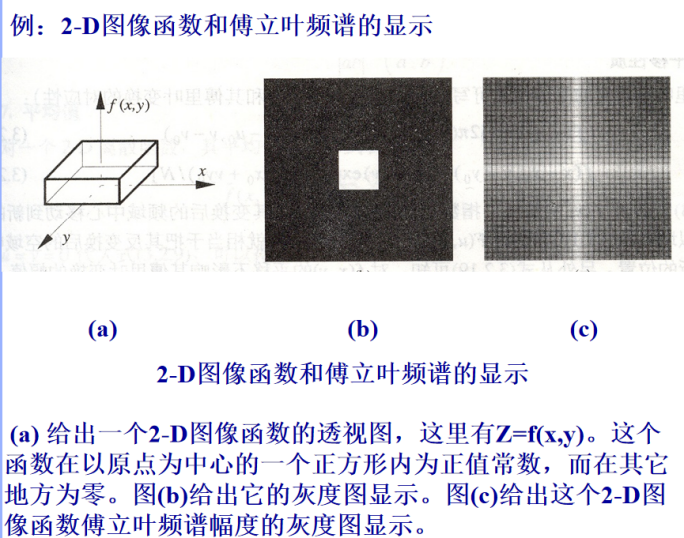 例：2-D图像函数和傅立叶频谱的显示
f(x,y)
x
y
(a)
(b)
(c)
2-D图像函数和傅立叶频谱的显示
(a) 给出一个2-D图像函数的透视图，这里有Z=f(x,y)。这个
函数在以原点为中心的一个正方形内为正值常数，而在其它
地方为零。图(b)给出它的灰度图显示。图(c)给出这个2-D图
像函数傅立叶频谱幅度的灰度图显示。